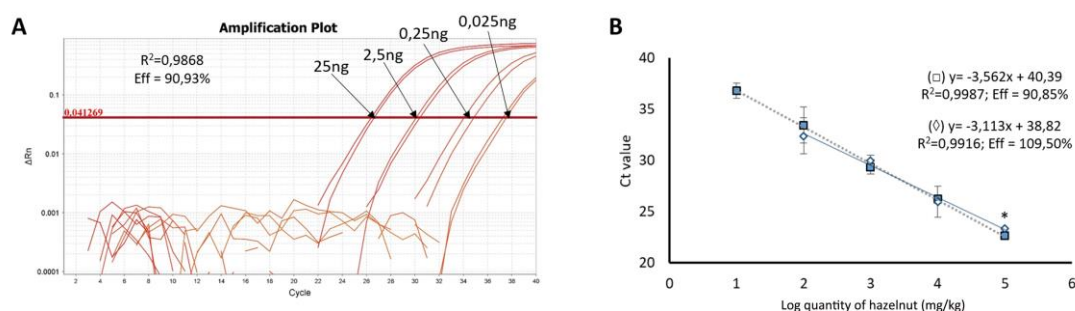 A
Amplification Plot
R²=0,9868
Eff = 90,93%
25ng
2,5ng
0,25ng
0,025ng
0.1
0,041269
0.01
0.001
0.0001
ΔRn
2 4 6 8 10 12 14 16 18 20 22 24 26 28 30 32 34 36 38 40
Cycle
B
(□) y= -3,562x + 40,39
R²=0,9987; Eff = 90,85%
(◊) y= -3,113x + 38,82
R²=0,9916; Eff = 109,50%
*
40
35
30
25
20
Ct value
0 1 2 3 4 5 6
Log quantity of hazelnut (mg/kg)